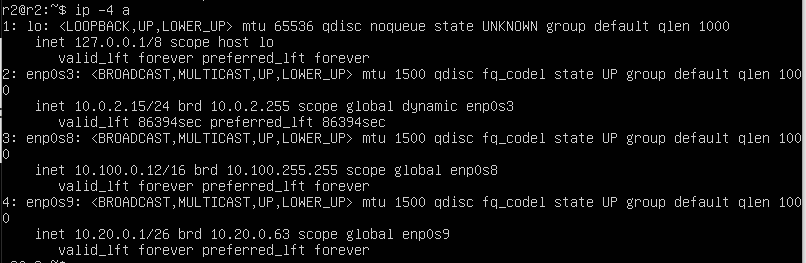 r2@r2:~$ ip -4 a
1: lo: <LOOPBACK,UP,LOWER_UP> mtu 65536 qdisc noqueue state UNKNOWN group default qlen 1000
    inet 127.0.0.1/8 scope host lo
       valid_lft forever preferred_lft forever
2: enp0s3: <BROADCAST,MULTICAST,UP,LOWER_UP> mtu 1500 qdisc fq_codel state UP group default qlen 100
0
    inet 10.0.2.15/24 brd 10.0.2.255 scope global dynamic enp0s3
       valid_lft 86394sec preferred_lft 86394sec
3: enp0s8: <BROADCAST,MULTICAST,UP,LOWER_UP> mtu 1500 qdisc fq_codel state UP group default qlen 100
0
    inet 10.100.0.12/16 brd 10.100.255.255 scope global enp0s8
       valid_lft forever preferred_lft forever
4: enp0s9: <BROADCAST,MULTICAST,UP,LOWER_UP> mtu 1500 qdisc fq_codel state UP group default qlen 100
0
    inet 10.20.0.1/26 brd 10.20.0.63 scope global enp0s9
       valid_lft forever preferred_lft forever